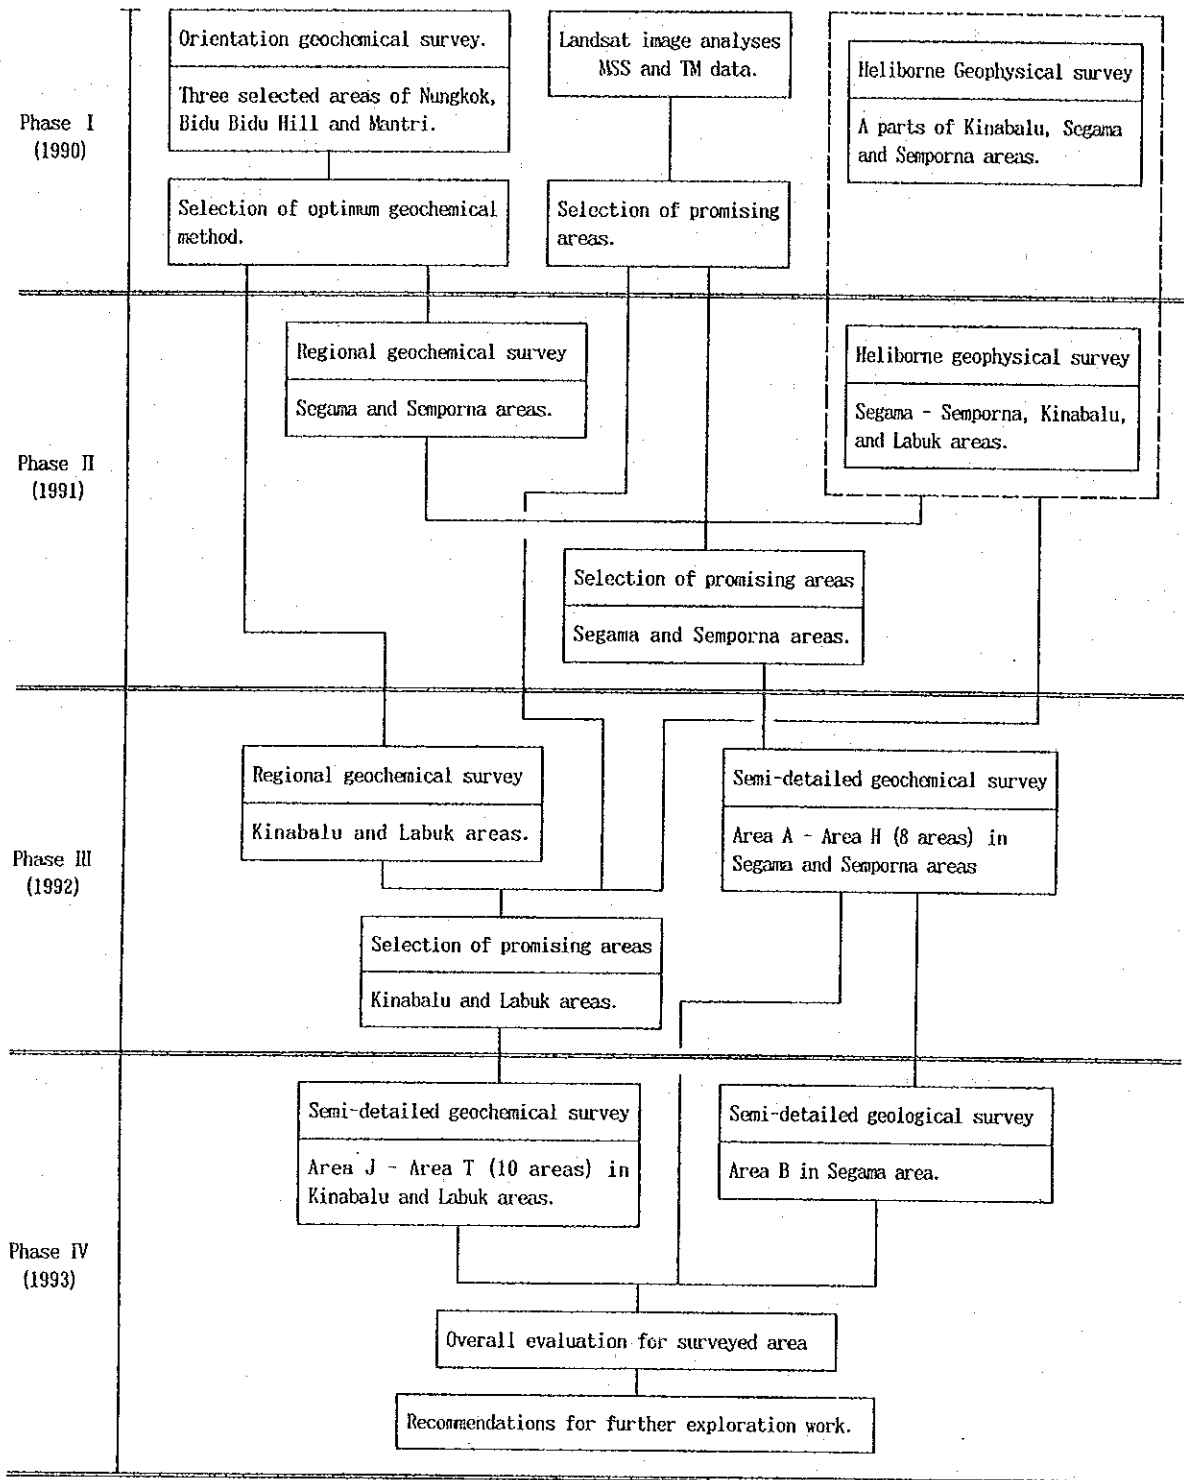 Phase I
(1990)
Orientation geochemical survey.
Three selected areas of Nungkok,
Bidu Bidu Hill and Mantri.
Selection of optimum geochemical
method.
Landsat image analyses
MSS and TM data.
Selection of promising
areas.
Heliborne Geophysical survey
A parts of Kinabalu, Segama
and Semporna areas.
Phase II
(1991)
Regional geochemical survey
Segama and Semporna areas.
Heliborne geophysical survey
Segama - Semporna, Kinabalu,
and Labuk areas.
Selection of promising areas
Segama and Semporna areas.
Phase III
(1992)
Regional geochemical survey
Kinabalu and Labuk areas.
Semi-detailed geochemical survey
Area A - Area H (8 areas) in
Segama and Semporna areas
Selection of promising areas
Kinabalu and Labuk areas.
Phase IV
(1993)
Semi-detailed geochemical survey
Area J - Area T (10 areas) in
Kinabalu and Labuk areas.
Semi-detailed geological survey
Area B in Segama area.
Overall evaluation for surveyed area
Recommendations for further exploration work.